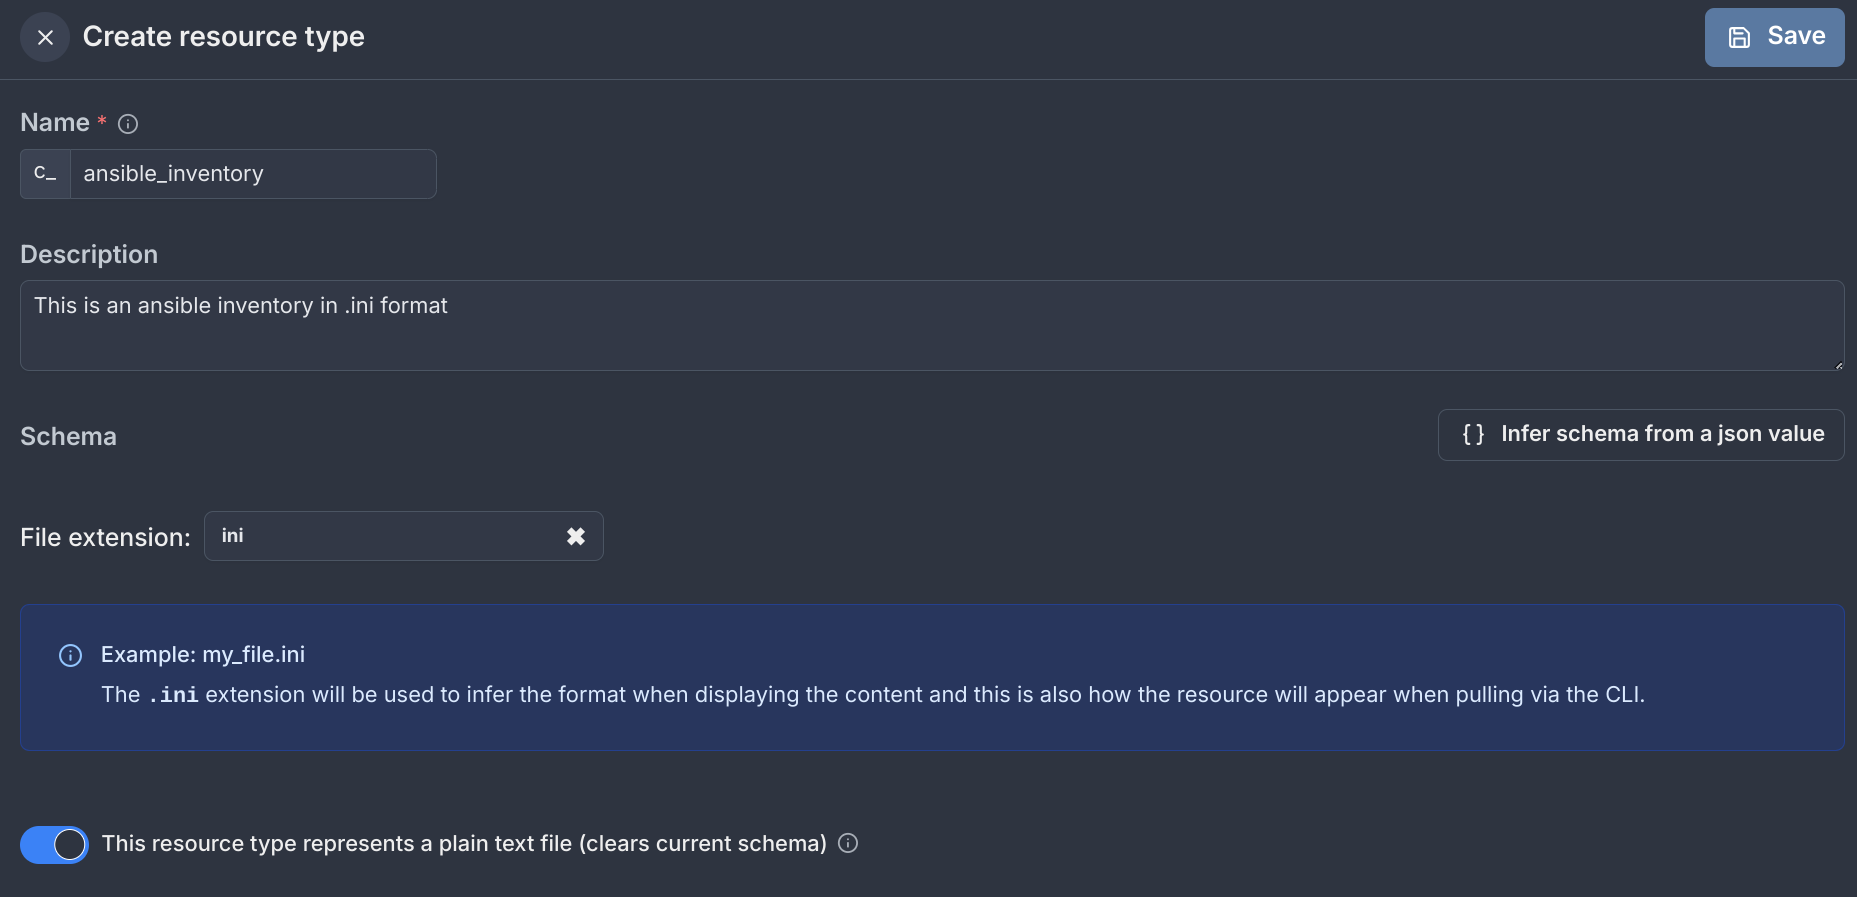 Create resource type
Save
Name *
C_ ansible_inventory
Description
This is an ansible inventory in .ini format
Schema
{} Infer schema from a json value
File extension: ini
Example: my_file.ini
The .ini extension will be used to infer the format when displaying the content and this is also how the resource will appear when pulling via the CLI.
This resource type represents a plain text file (clears current schema)